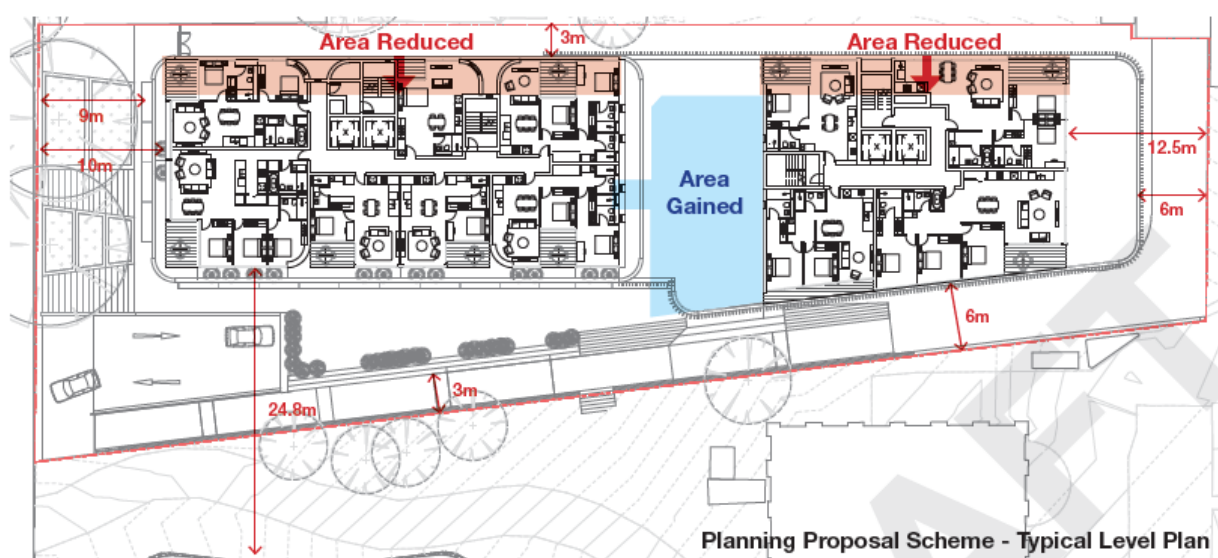 3m
Area Reduced
Area Reduced
9m
10m
12.5m
Area
Gained
6m
6m
3m
24.8m
Planning Proposal Scheme - Typical Level Plan